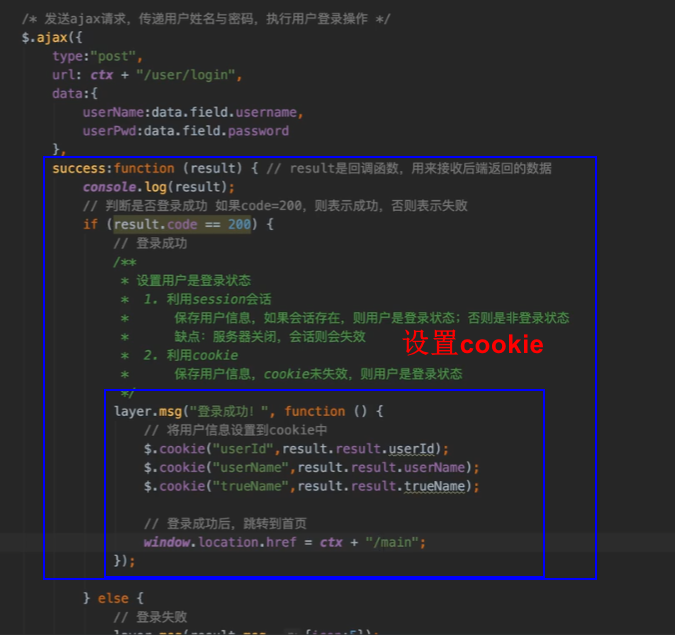 /* 发送ajax请求，传递用户姓名与密码，执行用户登录操作 */
$.ajax({
type:"post",
url: ctx + "/user/login",
data:{
userName:data.field.username,
userPwd:data.field.password
},
success:function (result) { // result是回调函数，用来接收后端返回的数据
console.log(result);
// 判断是否登录成功 如果code=200，则表示成功，否则表示失败
if (result.code == 200) {
// 登录成功
/**
* 设置用户是登录状态
* 1. 利用session会话
* 保存用户信息，如果会话存在，则用户是登录状态；否则是非登录状态
* 缺点：服务器关闭，会话则会失效
设置cookie
* 2. 利用cookie
* 保存用户信息，cookie未失效，则用户是登录状态
*/
layer.msg("登录成功！", function () {
// 将用户信息设置到cookie中
$.cookie("userId",result.result.userId);
$.cookie("userName",result.result.userName);
$.cookie("trueName",result.result.trueName);
// 登录成功后，跳转到首页
window.location.href = ctx + "/main";
});
} else {
// 登录失败